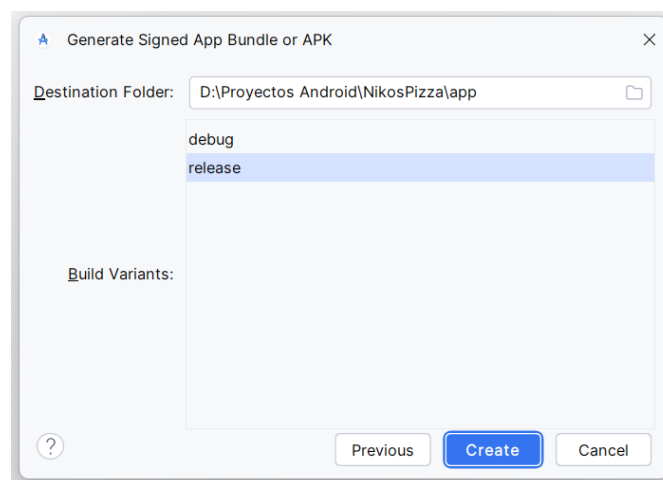 Generate Signed App Bundle or APK
Destination Folder: D:\Proyectos Android\NikosPizza\app
debug
release
Build Variants:
? Previous Create Cancel